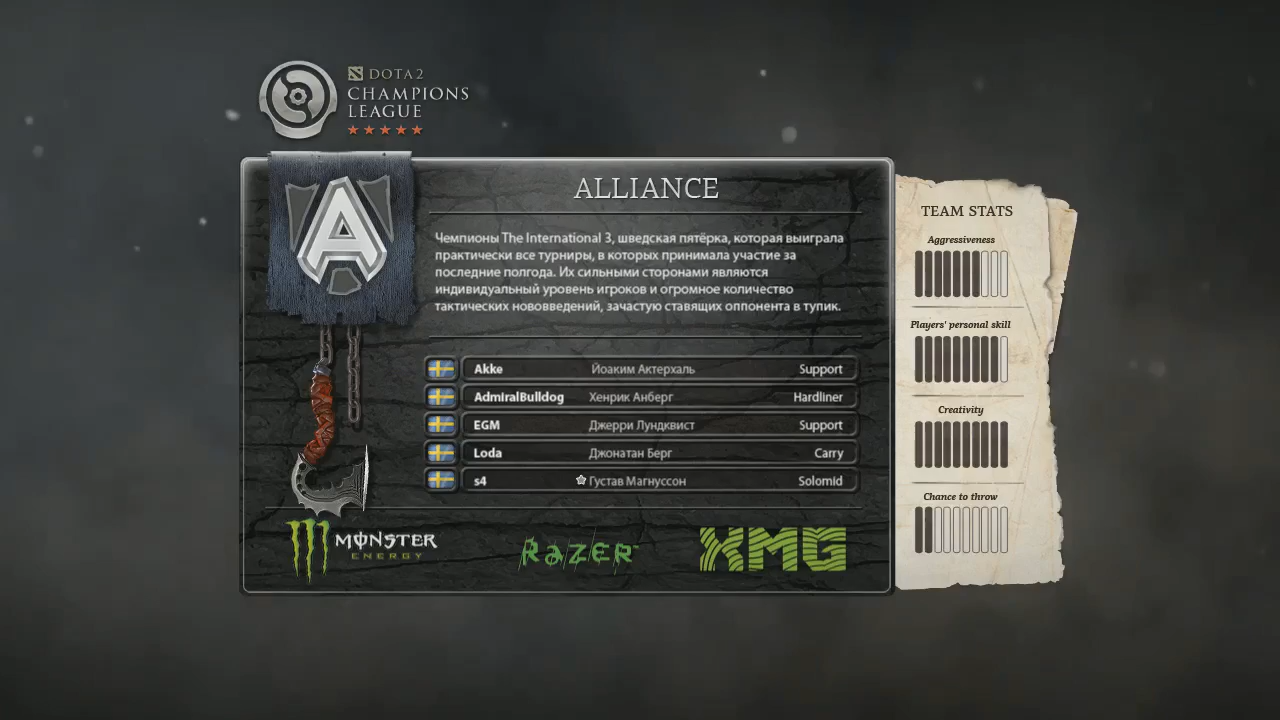 DOTA 2
CHAMPIONS
LEAGUE
ALLIANCE
Чемпионы The International 3, шведская пятёрка, которая выиграла
практически все турниры, в которых принимала участие за
последние полгода. Их сильными сторонами являются
индивидуальный уровень игроков и огромное количество
тактических нововведений, зачастую ставящих оппонента в тупик.
Akke Йоаким Актерхаль Support
AdmiralBulldog Хенрик Анберг Hardliner
EGM Джерри Лундквист Support
Loda Джонатан Берг Carry
s4 Густав Магнуссон Solomid
MONSTER
ENERGY
RAZER
XMG
TEAM STATS
Aggressiveness
Players' personal skill
Creativity
Chance to throw